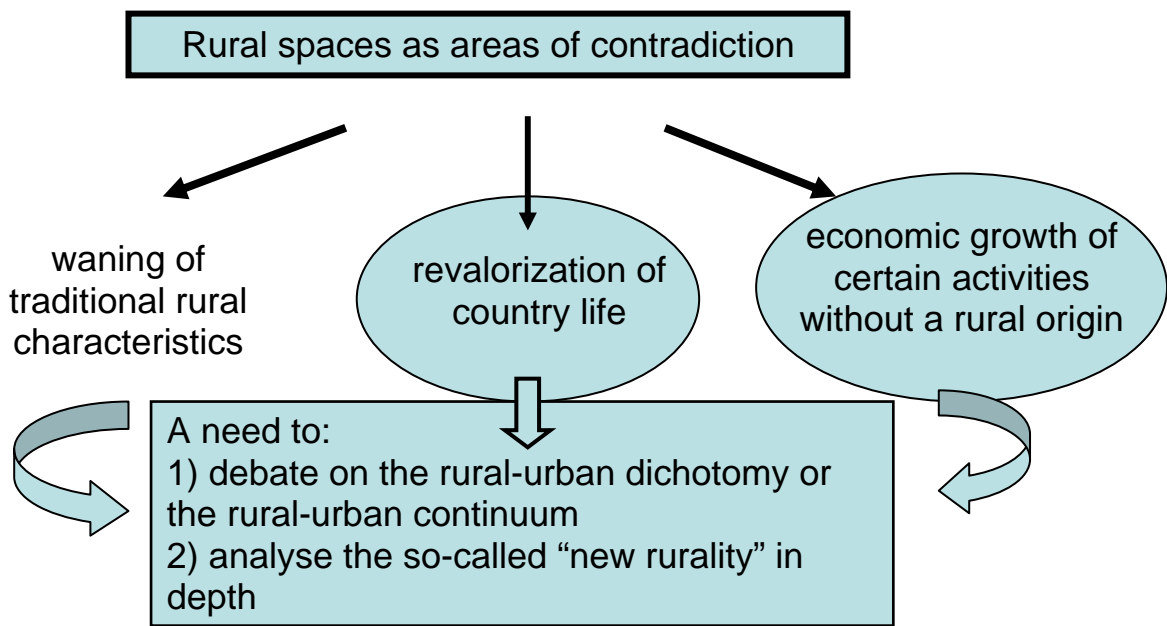 Rural spaces as areas of contradiction
waning of
traditional rural
characteristics
revalorization of
country life
economic growth of
certain activities
without a rural origin
A need to:
1) debate on the rural-urban dichotomy or
the rural-urban continuum
2) analyse the so-called “new rurality” in
depth